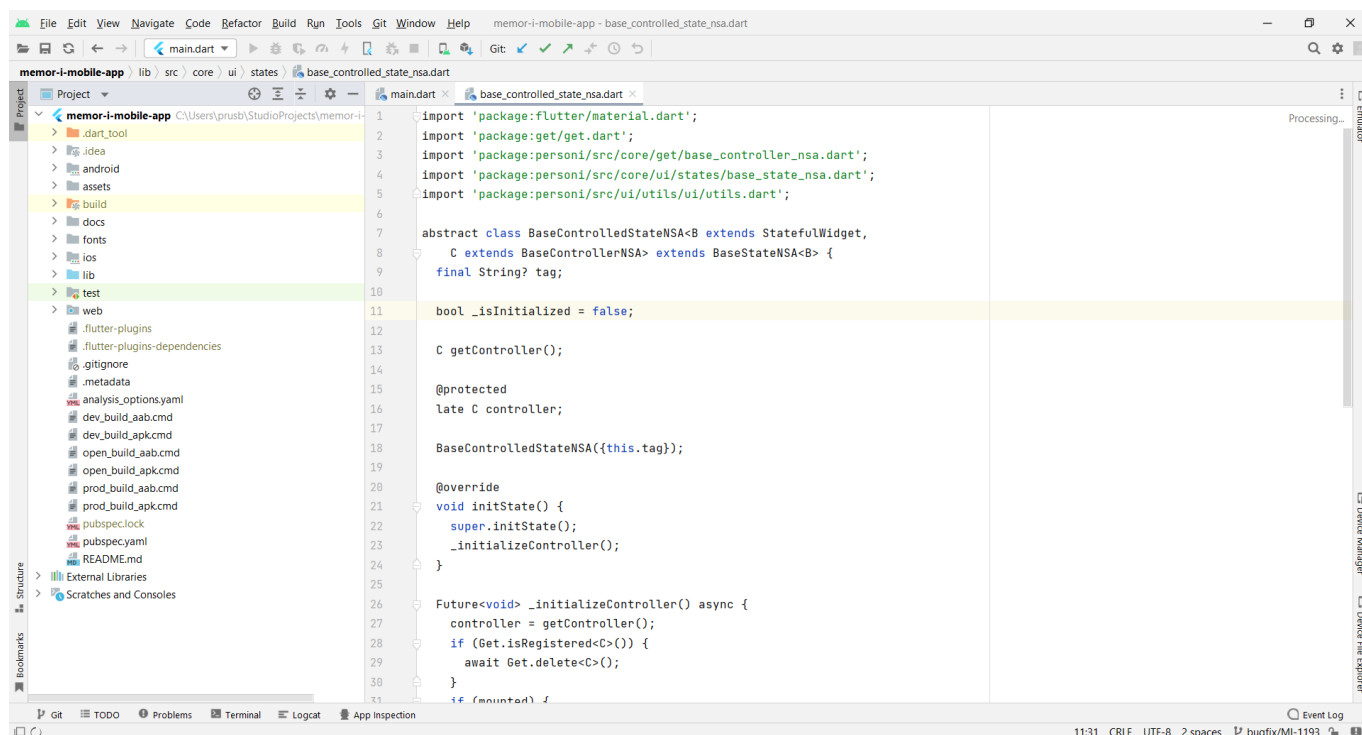 File Edit View Navigate Code Refactor Build Run Tools Git Window Help memor-i-mobile-app - base_controlled_state_nsa.dart
main.dart Git:
memor-i-mobile-app lib src core ui states base_controlled_state_nsa.dart
Project Project main.dart base_controlled_state_nsa.dart
memor-i-mobile-app C:\Users\prusb\StudioProjects\memor-i-
.dart_tool
.idea
android
assets
build
docs
fonts
ios
lib
test
web
.flutter-plugins
.flutter-plugins-dependencies
.gitignore
.metadata
analysis_options.yaml
dev_build_aab.cmd
dev_build_apk.cmd
open_build_aab.cmd
open_build_apk.cmd
prod_build_aab.cmd
prod_build_apk.cmd
pubspec.lock
pubspec.yaml
README.md
External Libraries
Scratches and Consoles
Structure
Bookmarks
1 import 'package:flutter/material.dart';
2 import 'package:get/get.dart';
3 import 'package:personi/src/core/get/base_controller_nsa.dart';
4 import 'package:personi/src/core/ui/states/base_state_nsa.dart';
5 import 'package:personi/src/ui/utils/ui/utils.dart';
6
7 abstract class BaseControlledStateNSA<B extends StatefulWidget,
8 C extends BaseControllerNSA> extends BaseStateNSA<B> {
9 final String? tag;
10
11 bool _isInitialized = false;
12
13 C getController();
14
15 @protected
16 late C controller;
17
18 BaseControlledStateNSA({this.tag});
19
20 @override
21 void initState() {
22 super.initState();
23 _initializeController();
24 }
25
26 Future<void> _initializeController() async {
27 controller = getController();
28 if (Get.isRegistered<C>()) {
29 await Get.delete<C>();
30 }
31 if (mounted) {
Processing...
Emulator
Device Manager
Device File Explorer
Git TODO Problems Terminal Logcat App Inspection Event Log
11:31 CRLF UTF-8 2 spaces bugfix/MI-1193